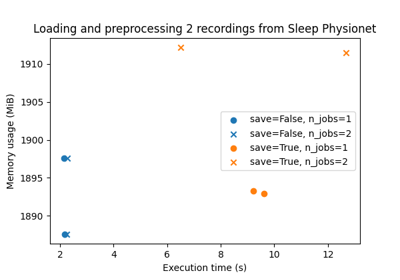 Loading and preprocessing 2 recordings from Sleep Physionet
1910
1905
1900
1895
1890
Memory usage (MiB)
save=False, n_jobs=1
save=False, n_jobs=2
save=True, n_jobs=1
save=True, n_jobs=2
2 4 6 8 10 12
Execution time (s)